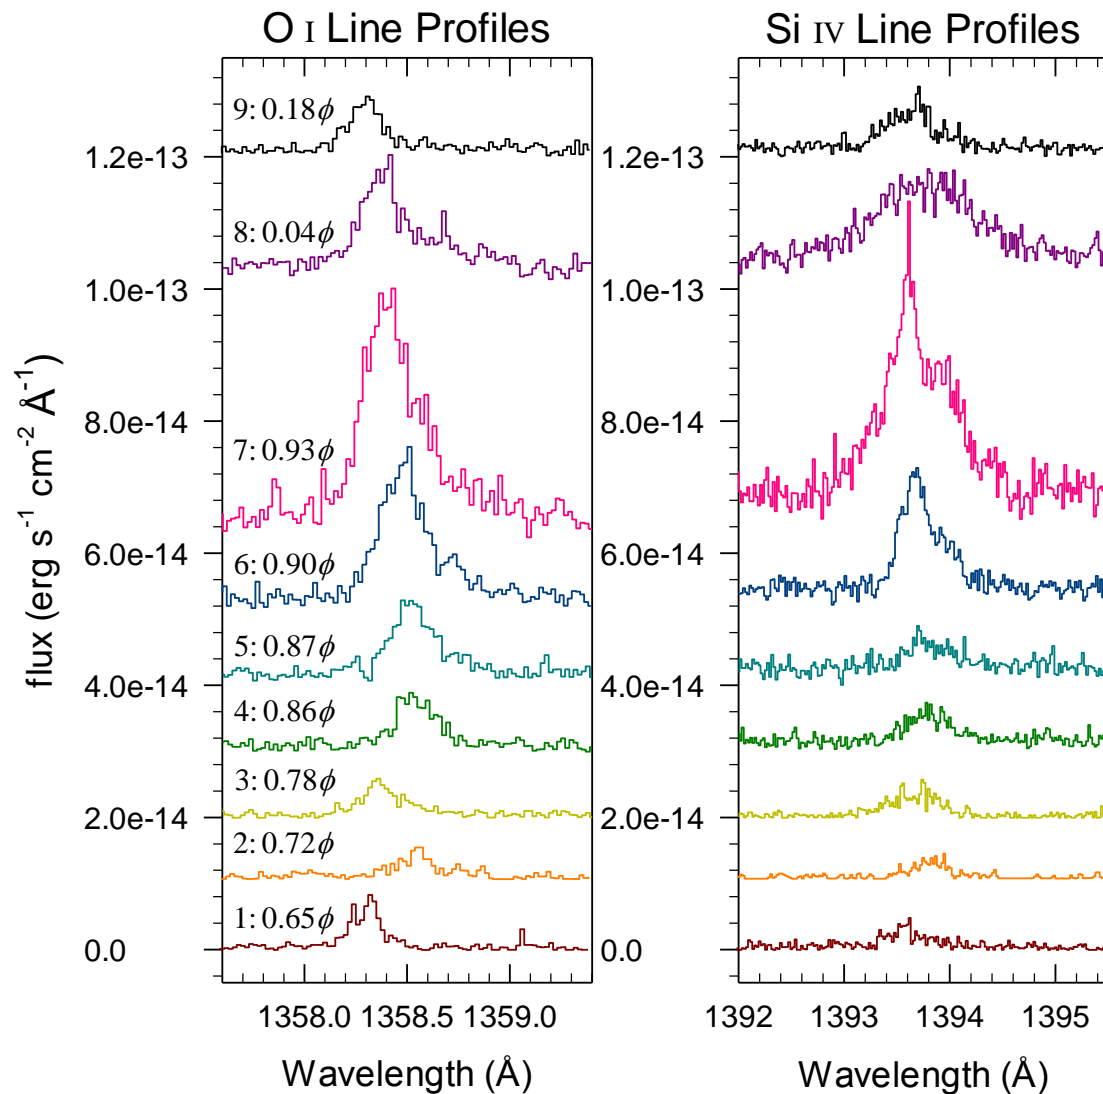 O I Line Profiles
Si IV Line Profiles
flux (erg s⁻¹ cm⁻² Å⁻¹)
9: 0.18ϕ
1.2e-13
1.2e-13
8: 0.04ϕ
1.0e-13
1.0e-13
8.0e-14
8.0e-14
7: 0.93ϕ
6.0e-14
6.0e-14
6: 0.90ϕ
5: 0.87ϕ
4.0e-14
4.0e-14
4: 0.86ϕ
3: 0.78ϕ
2.0e-14
2.0e-14
2: 0.72ϕ
1: 0.65ϕ
0.0
0.0
1358.0 1358.5 1359.0
1392 1393 1394 1395
Wavelength (Å)
Wavelength (Å)